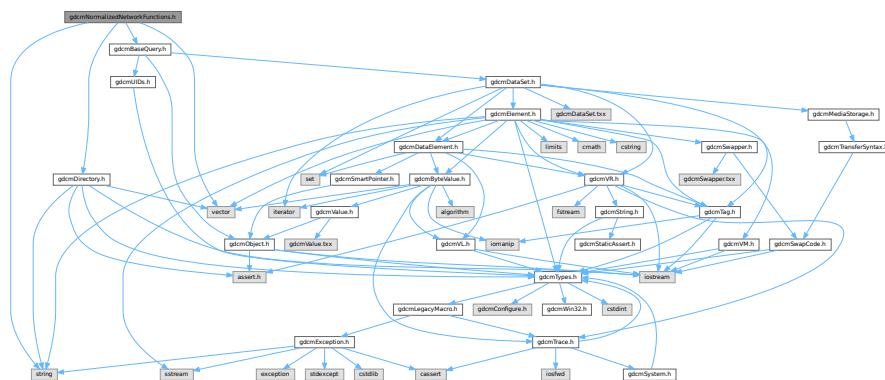 gdcmNormalizedNetworkFunctions.h
gdcmBaseQuery.h
gdcmUIDs.h
gdcmDataSet.h
gdcmElement.h
gdcmDataSet.txx
gdcmMediaStorage.h
gdcmDataElement.h
limits
cmath
cstring
gdcmSwapper.h
gdcmTransferSyntax.h
gdcmDirectory.h
set
gdcmSmartPointer.h
gdcmByteValue.h
gdcmVR.h
gdcmSwapper.txx
vector
iterator
gdcmValue.h
algorithm
fstream
gdcmString.h
gdcmTag.h
gdcmObject.h
gdcmValue.txx
gdcmVL.h
iomanip
gdcmStaticAssert.h
gdcmVM.h
gdcmSwapCode.h
assert.h
gdcmTypes.h
iostream
gdcmLegacyMacro.h
gdcmConfigure.h
gdcmWin32.h
cstdint
gdcmException.h
gdcmTrace.h
string
sstream
exception
stdexcept
cstdlib
cassert
iosfwd
gdcmSystem.h